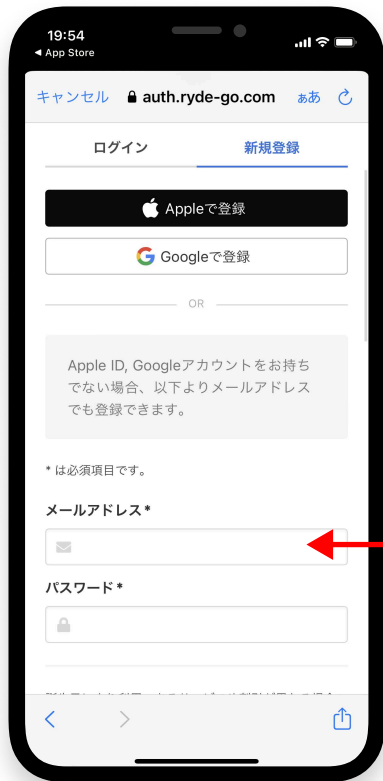 19:54
◀ App Store
キャンセル auth.ryde-go.com ぁあ
ログイン 新規登録
Appleで登録
Googleで登録
OR
Apple ID, Googleアカウントをお持ち
でない場合、以下よりメールアドレス
でも登録できます。
* は必須項目です。
メールアドレス*
パスワード*